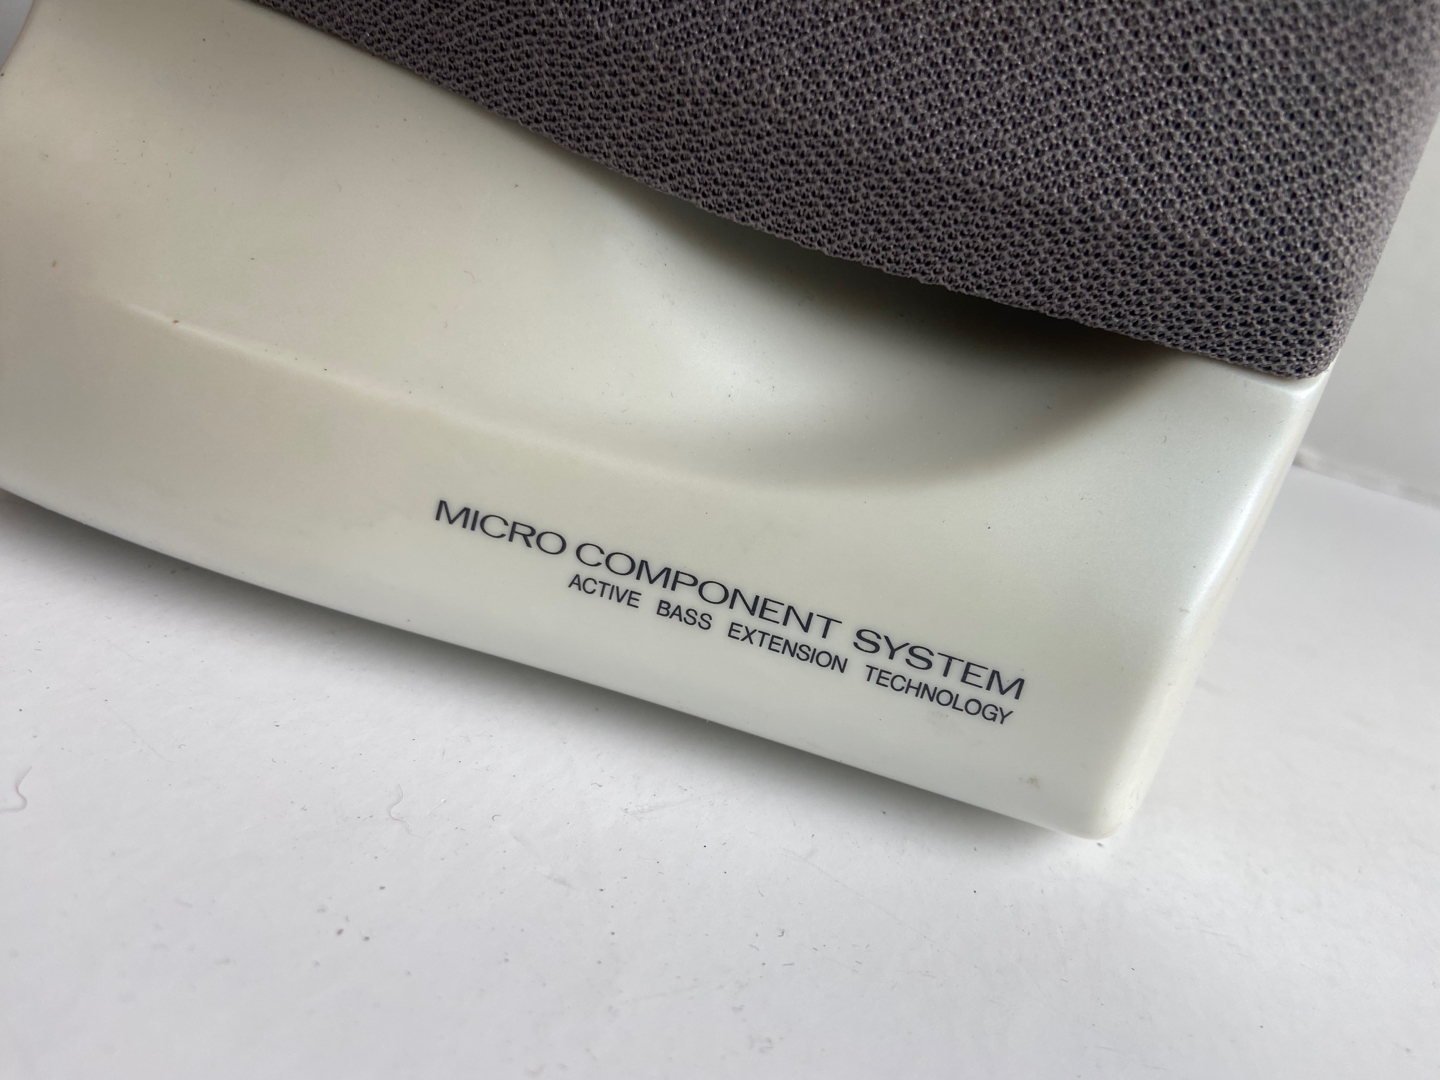 MICRO COMPONENT SYSTEM
ACTIVE BASS EXTENSION TECHNOLOGY